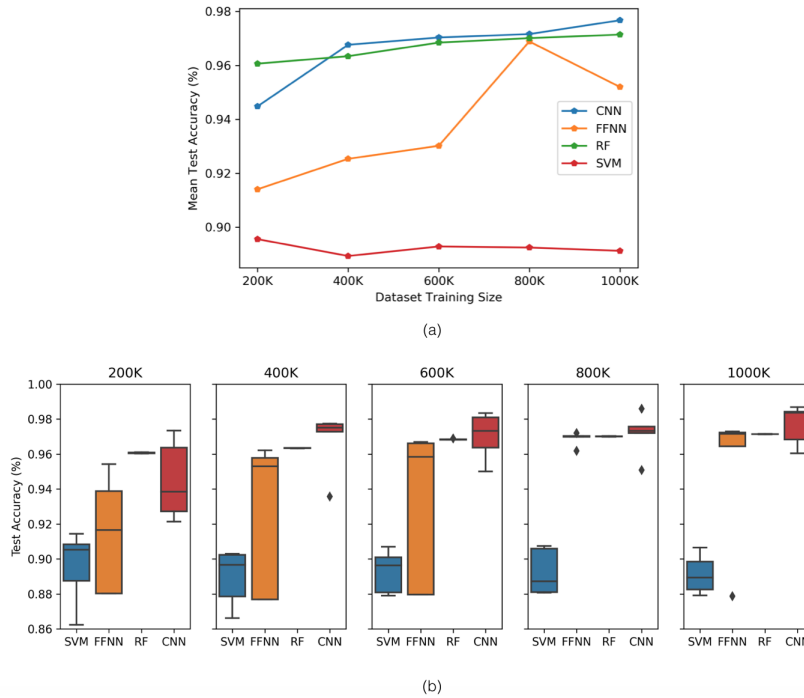 0.98
0.96
0.94
0.92
0.90
Mean Test Accuracy (%)
CNN
FFNN
RF
SVM
200K 400K 600K 800K 1000K
Dataset Training Size
(a)
200K 400K 600K 800K 1000K
1.00
0.98
0.96
0.94
0.92
0.90
0.88
0.86
Test Accuracy (%)
SVM FFNN RF CNN SVM FFNN RF CNN SVM FFNN RF CNN SVM FFNN RF CNN SVM FFNN RF CNN
(b)